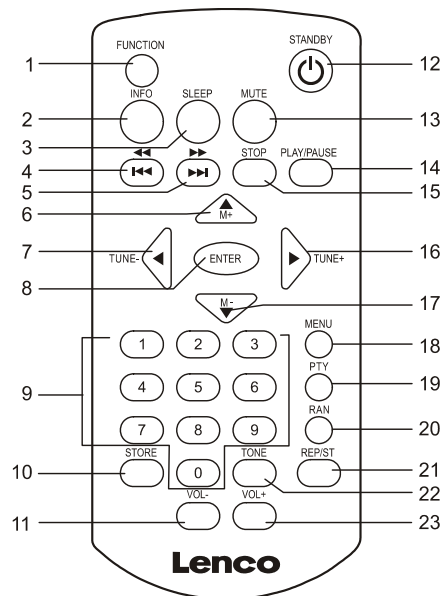 FUNCTION
STANDBY
1
12
INFO
SLEEP
MUTE
2
13
3
4
STOP
PLAY/PAUSE
14
5
15
6
M+
7
TUNE-
ENTER
TUNE+
16
8
M-
17
1
2
3
MENU
18
9
4
5
6
PTY
19
7
8
9
RAN
20
10
STORE
0
TONE
REP/ST
21
22
11
VOL-
VOL+
23
Lenco